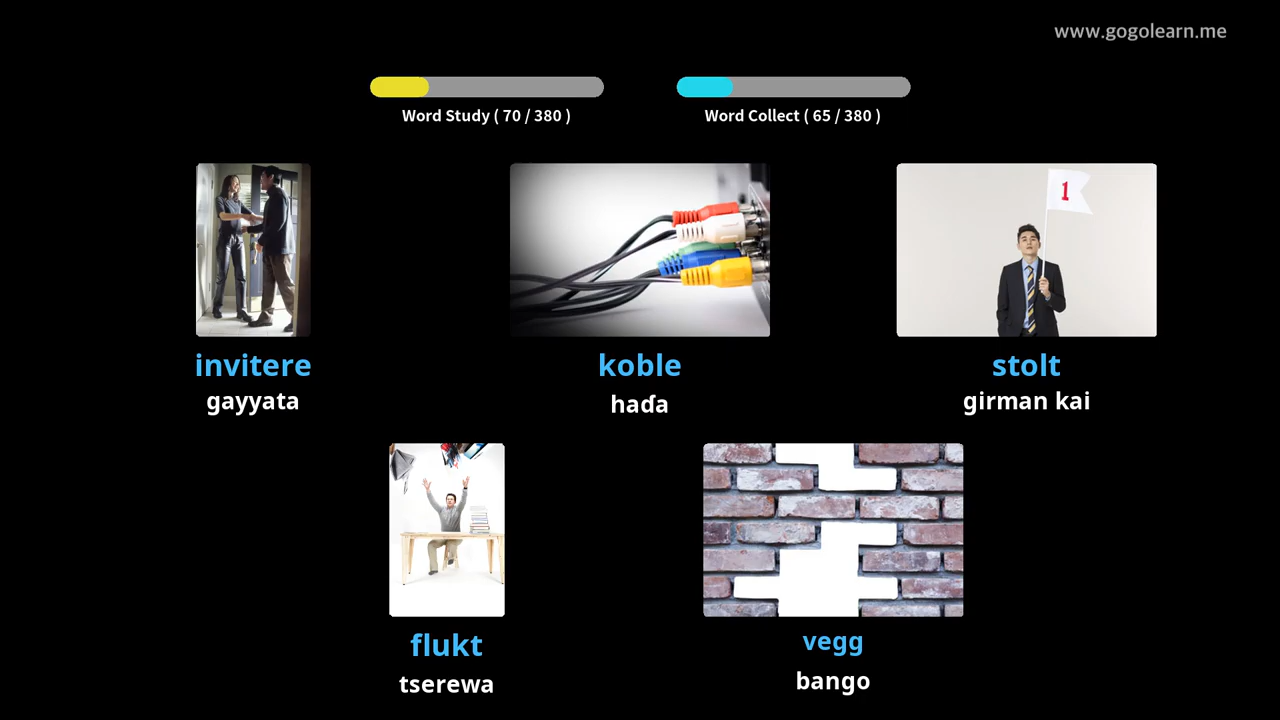 www.gogolearn.me
Word Study ( 70 / 380 )
Word Collect ( 65 / 380 )
1
invitere
gayyata
koble
haɗa
stolt
girman kai
flukt
tserewa
vegg
bango